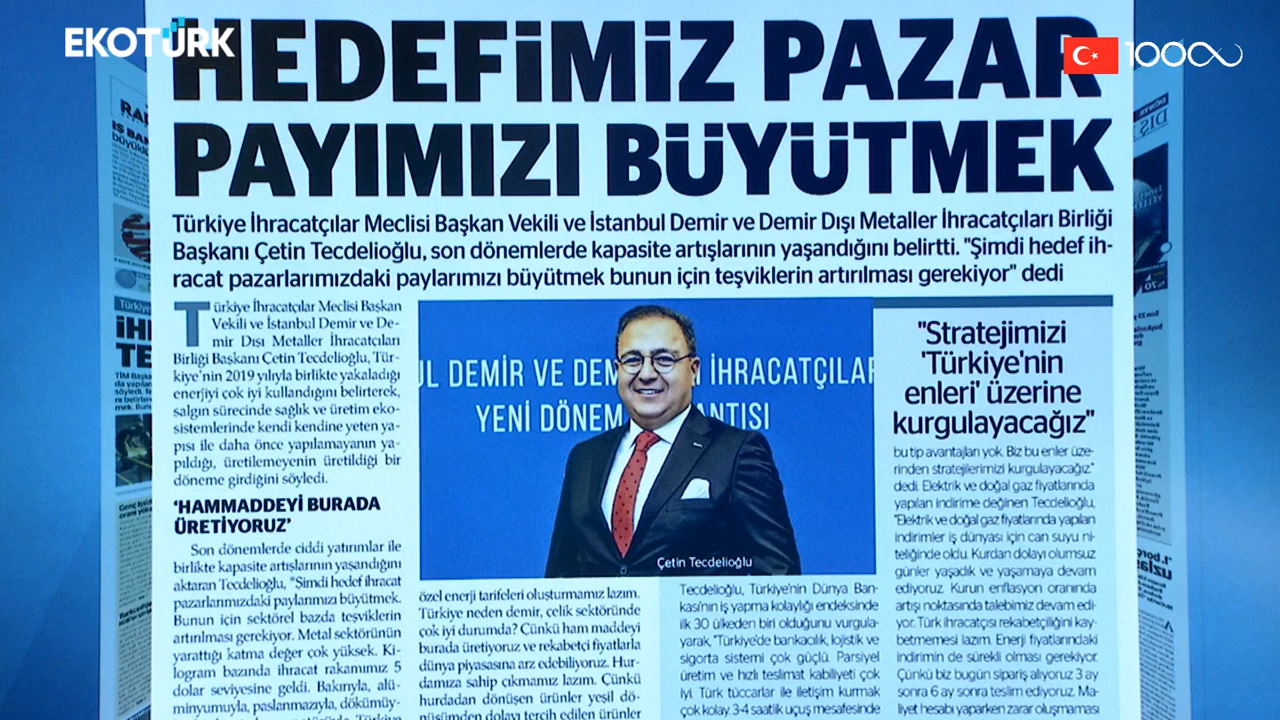 EKOTÜRK
100
HEDEFİMİZ PAZAR
PAYIMIZI BÜYÜTMEK
Türkiye İhracatçılar Meclisi Başkan Vekili ve İstanbul Demir ve Demir Dışı Metaller İhracatçıları Birliği
Başkanı Çetin Tecdelioğlu, son dönemlerde kapasite artışlarının yaşandığını belirtti. "Şimdi hedef ih-
racat pazarlarımızdaki paylarımızı büyütmek bunun için teşviklerin artırılması gerekiyor" dedi
Türkiye İhracatçılar Meclisi Başkan
Vekili ve İstanbul Demir ve De-
mir Dışı Metaller İhracatçıları
Birliği Başkanı Çetin Tecdelioğlu, Tür-
kiye'nin 2019 yılıyla birlikte yakaladığı
enerjiyi çok iyi kullandığını belirterek,
salgın sürecinde sağlık ve üretim eko-
sistemlerinde kendi kendine yeten ya-
pısı ile daha önce yapılamayanın ya-
pıldığı, üretilemeyenin üretildiği bir
döneme girdiğini söyledi.
'HAMMADDEYİ BURADA
ÜRETİYORUZ'
Son dönemlerde ciddi yatırımlar ile
birlikte kapasite artışlarının yaşandığını
aktaran Tecdelioğlu, "Şimdi hedef ihracat
pazarlarımızdaki paylarımızı büyütmek.
Bunun için sektörel bazda teşviklerin
artırılması gerekiyor. Metal sektörünün
yarattığı katma değer çok yüksek. Ki-
logram bazında ihracat rakamımız 5
dolar seviyesine geldi. Bakırıyla, alü-
minyumuyla, paslanmazıyla, dökümüy-
UL DEMİR VE DEM N İHRACATÇILAR
YENİ DÖNEM ANTISI
Çetin Tecdelioğlu
özel enerji tarifeleri oluşturmamız lazım.
Türkiye neden demir, çelik sektöründe
çok iyi durumda? Çünkü ham maddeyi
burada üretiyoruz ve rekabetçi fiyatlarla
dünya piyasasına arz edebiliyoruz. Hur-
damıza sahip çıkmamız lazım. Çünkü
hurdadan dönüşen ürünler yeşil dö-
nüşümden dolayı tercih edilen ürünler
Tecdelioğlu, Türkiye'nin Dünya Ban-
kası'nın iş yapma kolaylığı endeksinde
ilk 30 ülkeden biri olduğunu vurgula-
yarak, "Türkiye'de bankacılık, lojistik ve
sigorta sistemi çok güçlü. Parsiyel
üretim ve hızlı teslimat kabiliyeti çok
iyi. Türk tüccarlar ile iletişim kurmak
çok kolay. 3-4 saatlik uçuş mesafesinde
"Stratejimizi
'Türkiye'nin
enleri' üzerine
kurgulayacağız"
bu tip avantajları yok. Biz bu enler üze-
rinden stratejilerimizi kurgulayacağız."
dedi. Elektrik ve doğal gaz fiyatlarında
yapılan indirime değinen Tecdelioğlu,
"Elektrik ve doğal gaz fiyatlarında yapılan
indirimler iş dünyası için can suyu ni-
teliğinde oldu. Kurdan dolayı olumsuz
günler yaşadık ve yaşamaya devam
ediyoruz. Kurun enflasyon oranında
artışı noktasında talebimiz devam edi-
yor. Türk ihracatçısı rekabetçiliğini kay-
betmemesi lazım. Enerji fiyatlarındaki
indirimin de sürekli olması gerekiyor.
Çünkü biz bugün sipariş alıyoruz 3 ay
sonra 6 ay sonra teslim ediyoruz. Ma-
liyet hesabı yaparken zarar oluşmaması